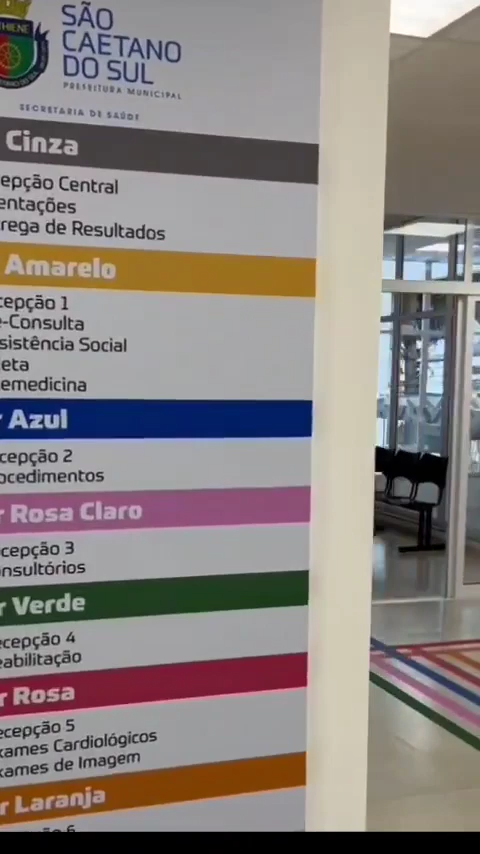 THIENE
SÃO
CAETANO
DO SUL
PREFEITURA MUNICIPAL
SECRETARIA DE SAÚDE
Cinza
epção Central
entações
rega de Resultados
Amarelo
cepção 1
-Consulta
sistência Social
leta
emedicina
r Azul
cepção 2
ocedimentos
r Rosa Claro
cepção 3
nsultórios
r Verde
ecepção 4
eabilitação
r Rosa
ecepção 5
xames Cardiológicos
xames de Imagem
r Laranja